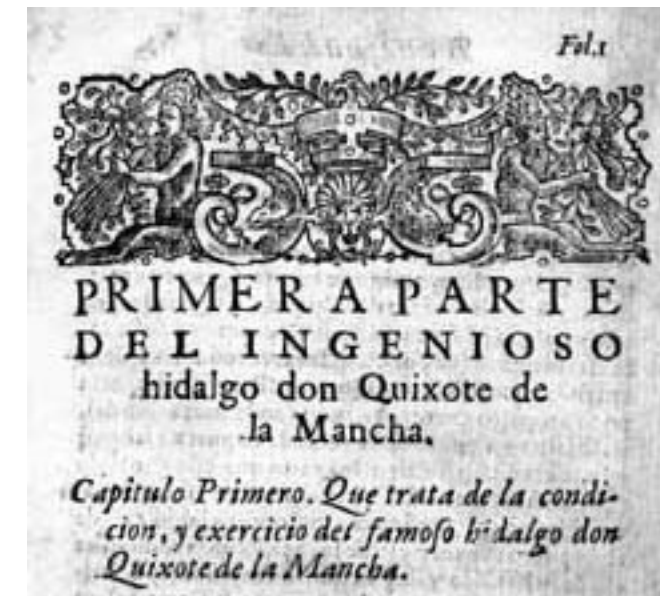 Fol.1
PRIMERA PARTE
DEL INGENIOSO
hidalgo don Quixote de
la Mancha.
Capitulo Primero. Que trata de la condi-
cion, y exercicio del famoſo hidalgo don
Quixote de la Mancha.